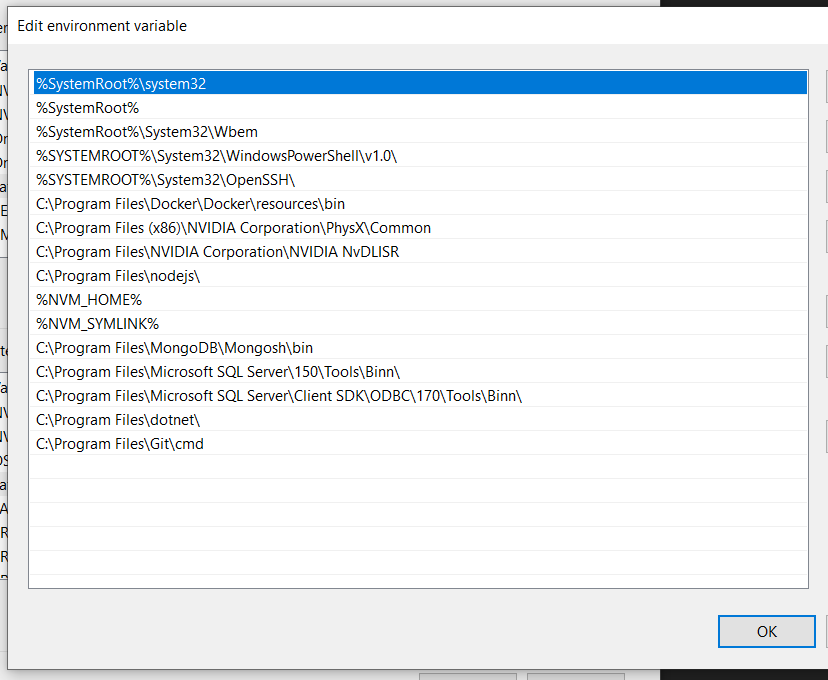 Edit environment variable
%SystemRoot%\system32
%SystemRoot%
%SystemRoot%\System32\Wbem
%SYSTEMROOT%\System32\WindowsPowerShell\v1.0\
%SYSTEMROOT%\System32\OpenSSH\
C:\Program Files\Docker\Docker\resources\bin
C:\Program Files (x86)\NVIDIA Corporation\PhysX\Common
C:\Program Files\NVIDIA Corporation\NVIDIA NvDLISR
C:\Program Files\nodejs\
%NVM_HOME%
%NVM_SYMLINK%
C:\Program Files\MongoDB\Mongosh\bin
C:\Program Files\Microsoft SQL Server\150\Tools\Binn\
C:\Program Files\Microsoft SQL Server\Client SDK\ODBC\170\Tools\Binn\
C:\Program Files\dotnet\
C:\Program Files\Git\cmd
OK